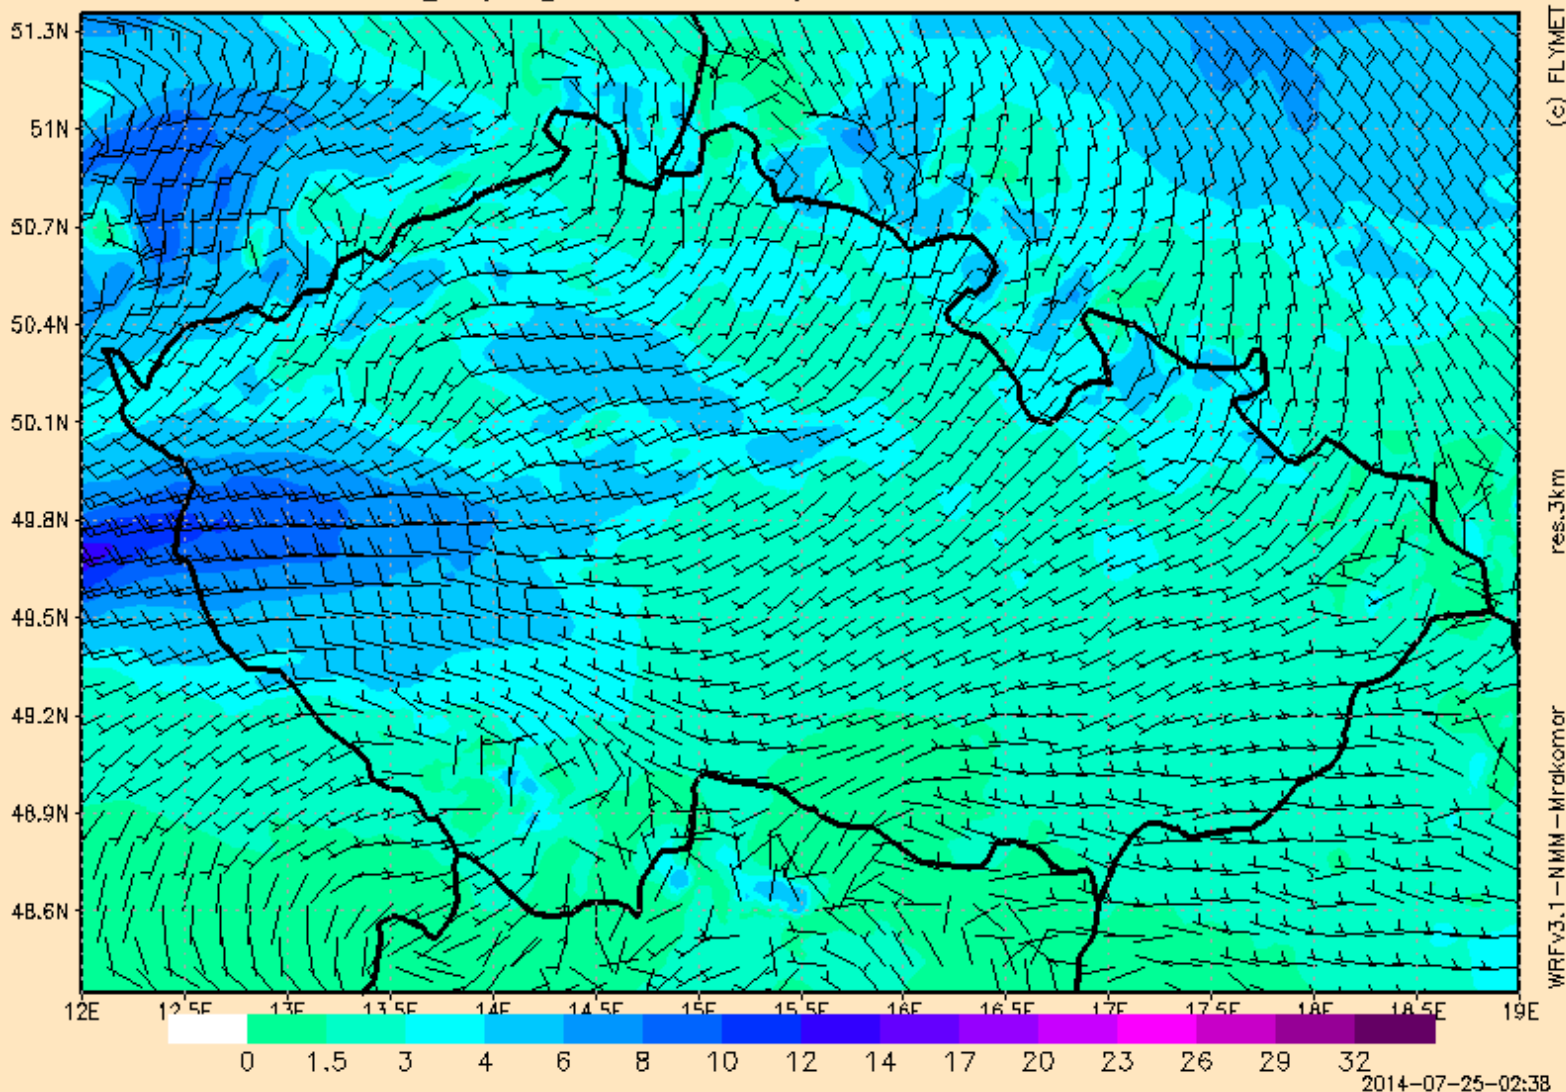 (c) FLYMET
51.3N
51N
50.7N
50.4N
50.1N
49.8N
49.5N
49.2N
48.9N
48.6N
res.3km
WRFv3.1-NMM-Mrakomor
12E 12.5E 13E 13.5E 14E 14.5E 15E 15.5E 16E 16.5E 17E 17.5E 18E 18.5E 19E
0 1.5 3 4 6 8 10 12 14 17 20 23 26 29 32
2014-07-25-02:38